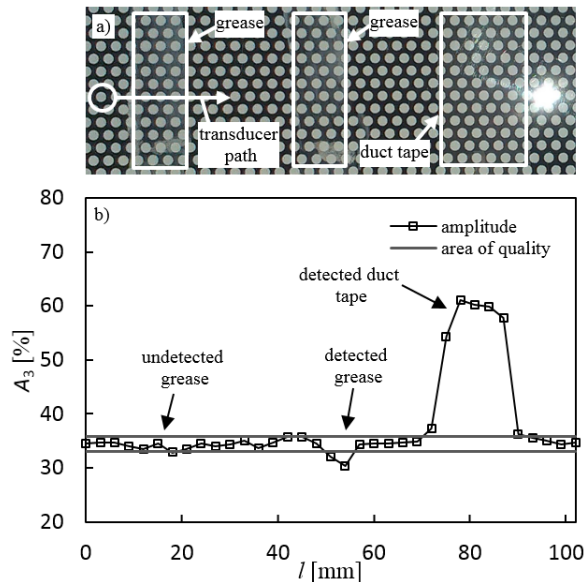 a)
grease
grease
transducer
path
duct tape
b)
amplitude
area of quality
detected duct
tape
undetected
grease
detected
grease
A3 [%]
80
70
60
50
40
30
20
0
20
40
60
80
100
l [mm]